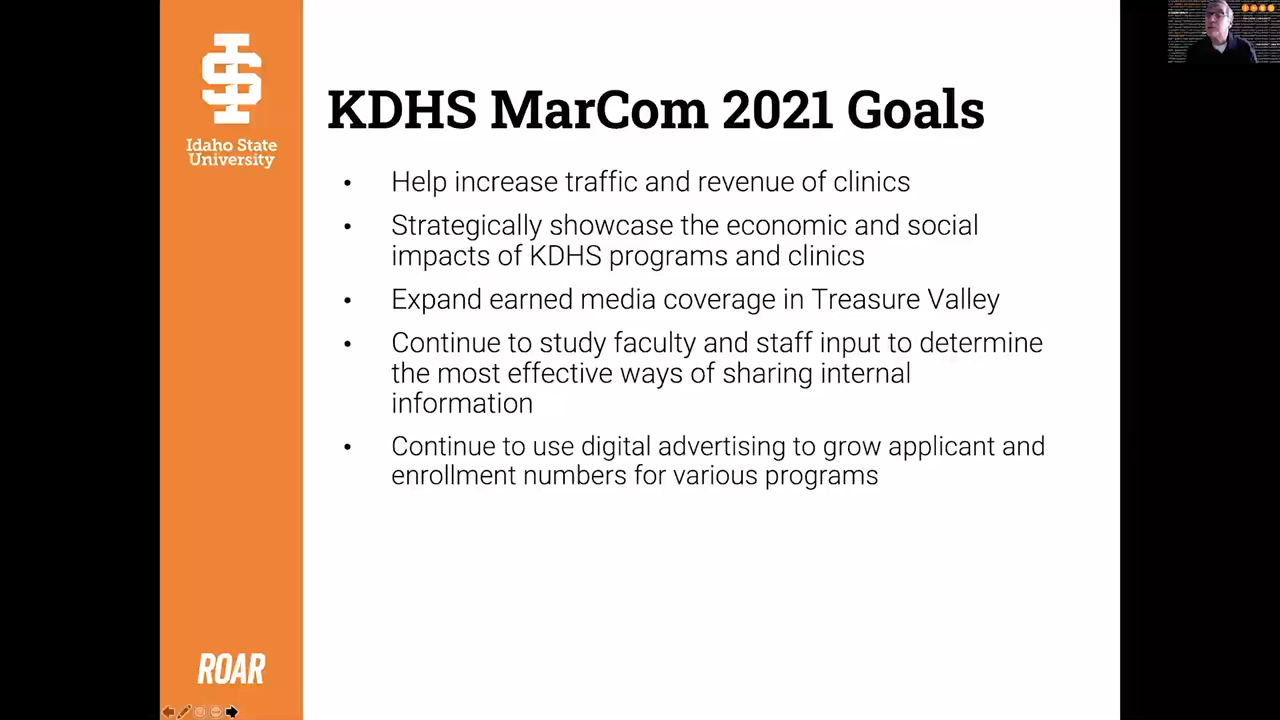 Idaho State
University
KDHS MarCom 2021 Goals
• Help increase traffic and revenue of clinics
• Strategically showcase the economic and social
impacts of KDHS programs and clinics
• Expand earned media coverage in Treasure Valley
• Continue to study faculty and staff input to determine
the most effective ways of sharing internal
information
• Continue to use digital advertising to grow applicant and
enrollment numbers for various programs
ROAR